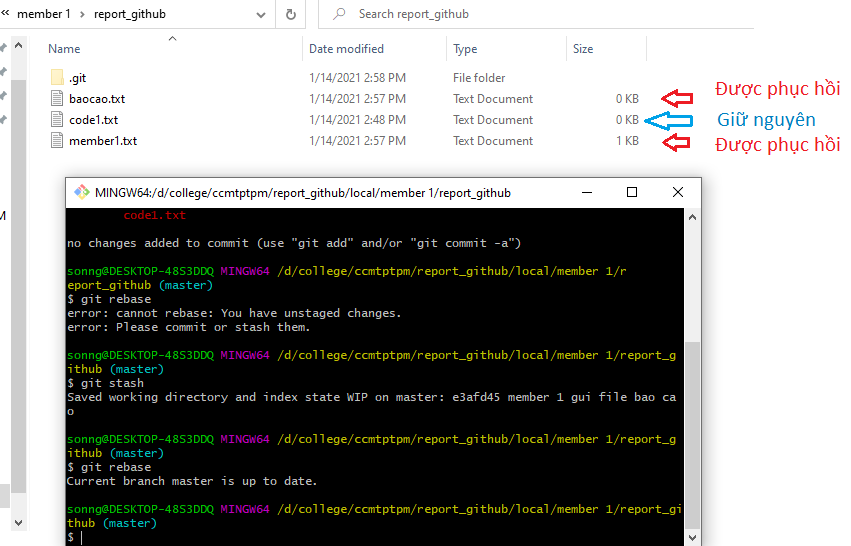 « member 1 › report_github
Search report_github
Name Date modified Type Size
.git 1/14/2021 2:58 PM File folder
baocao.txt 1/14/2021 2:57 PM Text Document 0 KB
Được phục hồi
code1.txt 1/14/2021 2:48 PM Text Document 0 KB
Giữ nguyên
member1.txt 1/14/2021 2:57 PM Text Document 1 KB
Được phục hồi
M
MINGW64:/d/college/ccmtptpm/report_github/local/member 1/report_github
code1.txt
no changes added to commit (use "git add" and/or "git commit -a")
sonng@DESKTOP-48S3DDQ MINGW64 /d/college/ccmtptpm/report_github/local/member 1/r
eport_github (master)
$ git rebase
error: cannot rebase: You have unstaged changes.
error: Please commit or stash them.
sonng@DESKTOP-48S3DDQ MINGW64 /d/college/ccmtptpm/report_github/local/member 1/report_g
ithub (master)
$ git stash
Saved working directory and index state WIP on master: e3afd45 member 1 gui file bao ca
o
sonng@DESKTOP-48S3DDQ MINGW64 /d/college/ccmtptpm/report_github/local/member 1/report_g
ithub (master)
$ git rebase
Current branch master is up to date.
sonng@DESKTOP-48S3DDQ MINGW64 /d/college/ccmtptpm/report_github/local/member 1/report_gi
thub (master)
$